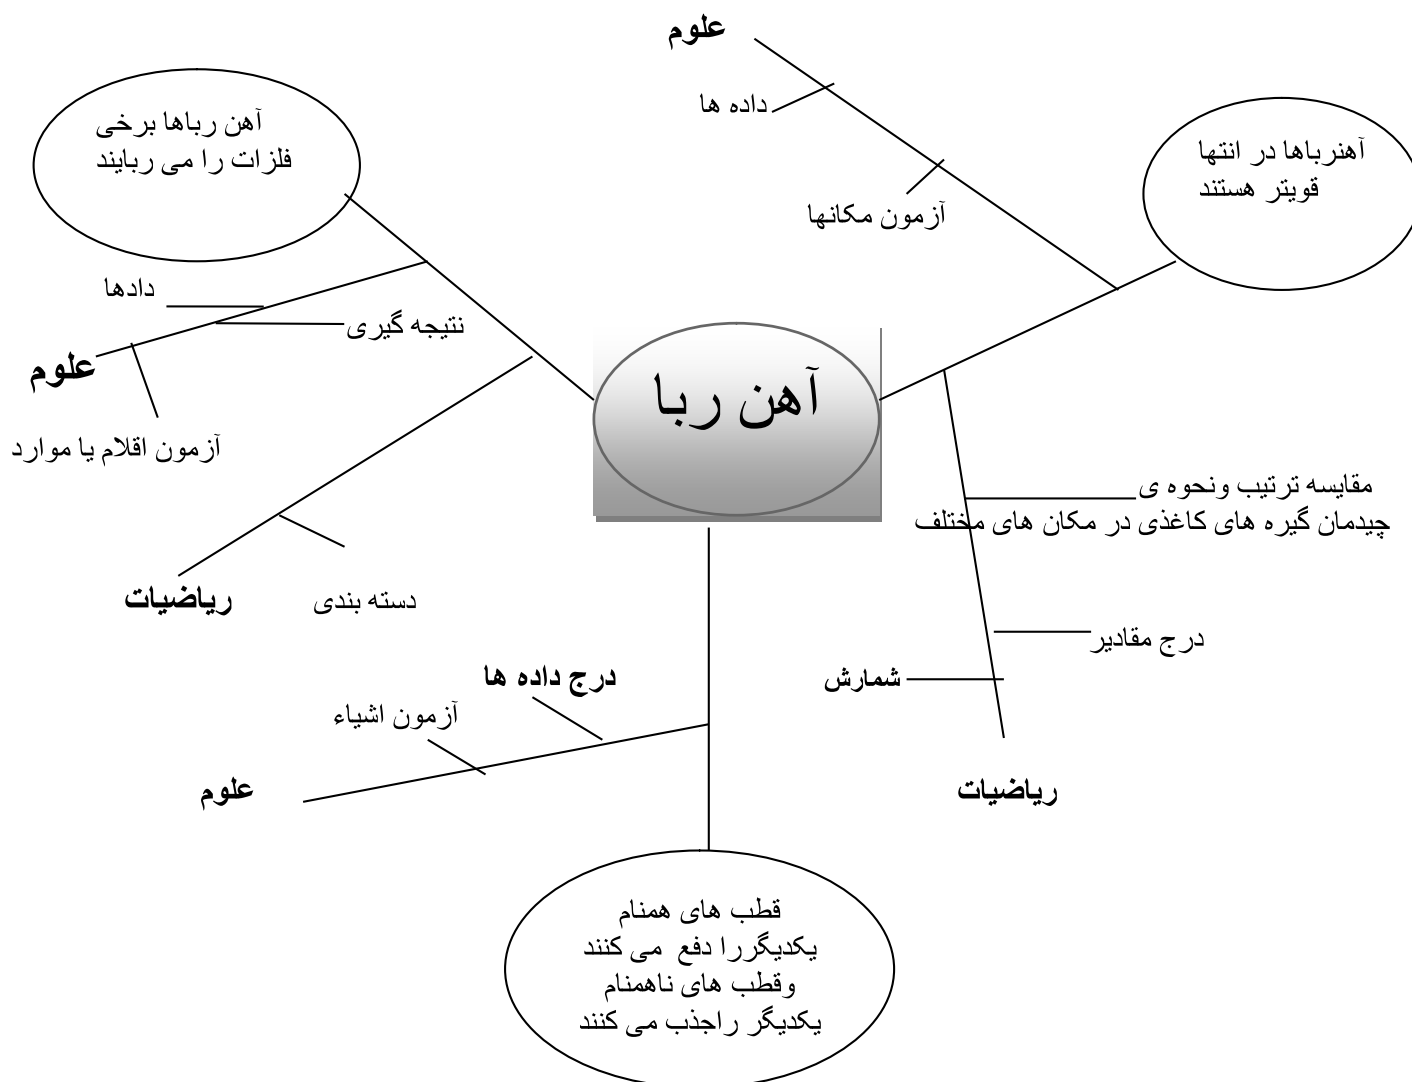 علوم
داده ها
آزمون مکانها
آهنرباها در انتها
قویتر هستند
آهن رباها برخی
فلزات را می ربایند
دادها
نتیجه گیری
علوم
آزمون اقلام یا موارد
آهن ربا
مقایسه ترتیب ونحوه ی
چیدمان گیره های کاغذی در مکان های مختلف
ریاضیات
دسته بندی
درج مقادیر
شمارش
درج داده ها
آزمون اشیاء
علوم
ریاضیات
قطب های همنام
یکدیگررا دفع می کنند
وقطب های ناهمنام
یکدیگر راجذب می کنند